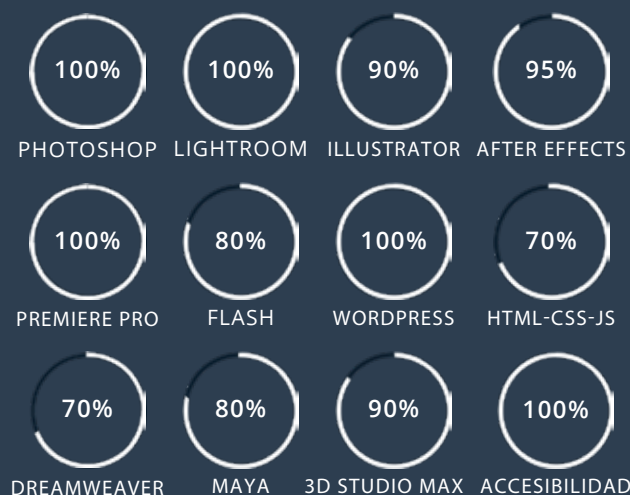 100% 100% 90% 95%
PHOTOSHOP LIGHTROOM ILLUSTRATOR AFTER EFFECTS
100% 80% 100% 70%
PREMIERE PRO FLASH WORDPRESS HTML-CSS-JS
70% 80% 90% 100%
DREAMWEAVER MAYA 3D STUDIO MAX ACCESIBILIDAD